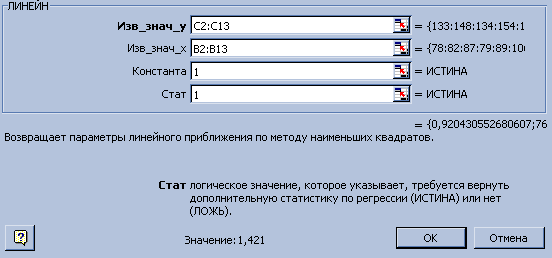 ЛИНЕЙН
Изв_знач_y C2:C13 = {133:148:134:154:1
Изв_знач_x B2:B13 = {78:82:87:79:89:10
Константа 1 = ИСТИНА
Стат 1 = ИСТИНА
= {0,920430552680607;76
Возвращает параметры линейного приближения по методу наименьших квадратов.
Стат логическое значение, которое указывает, требуется вернуть
дополнительную статистику по регрессии (ИСТИНА) или нет
(ЛОЖЬ).
? Значение:1,421 ОК Отмена